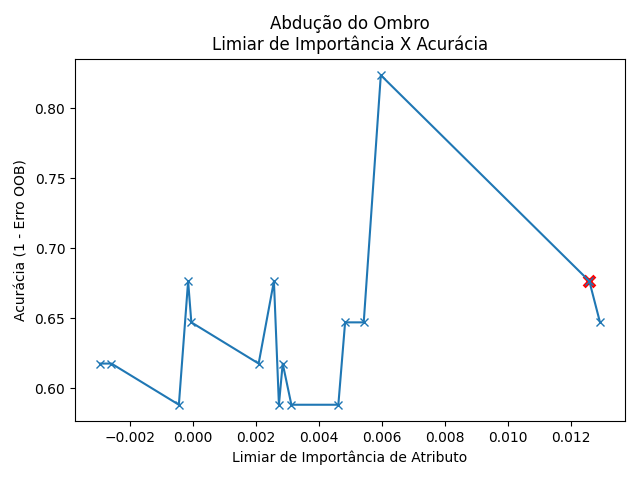 Abdução do Ombro
Limiar de Importância X Acurácia
Acurácia (1 - Erro OOB)
0.80
0.75
0.70
0.65
0.60
−0.002 0.000 0.002 0.004 0.006 0.008 0.010 0.012
Limiar de Importância de Atributo